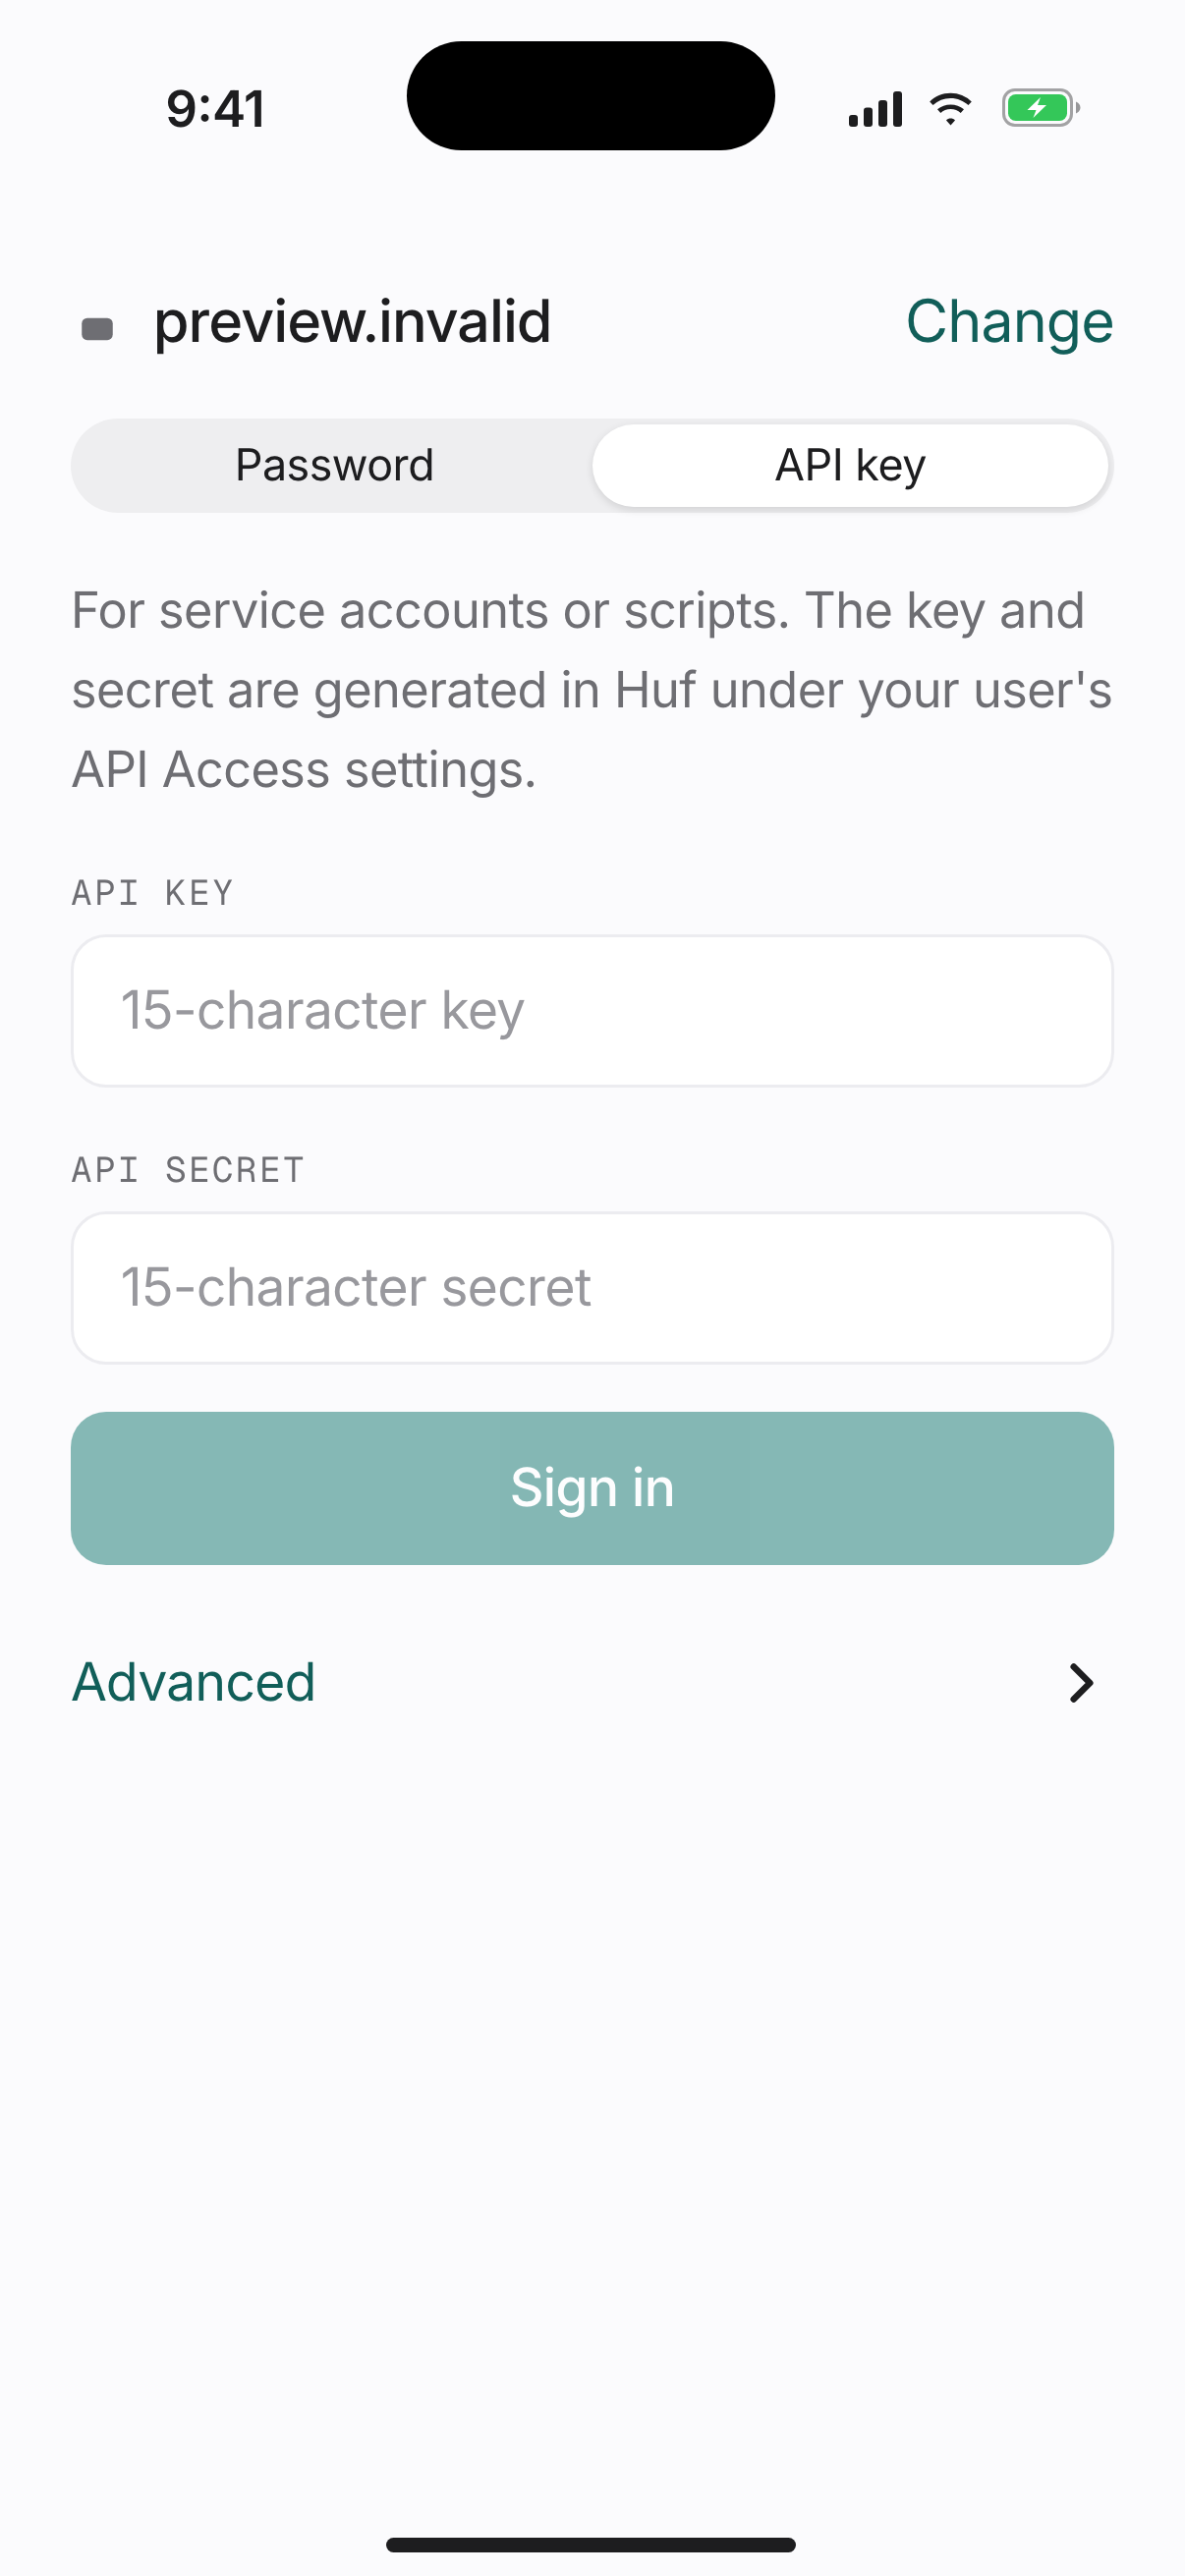 9:41
preview.invalid
Change
Password
API key
For service accounts or scripts. The key and
secret are generated in Huf under your user's
API Access settings.
API KEY
15-character key
API SECRET
15-character secret
Sign in
Advanced